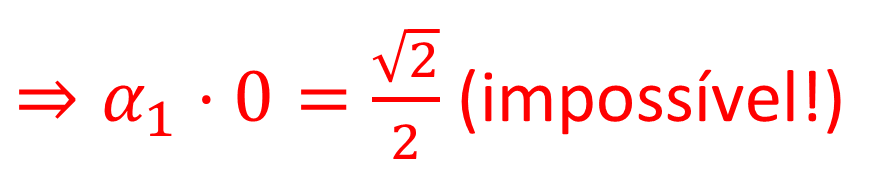 ⇒ α₁ · 0 = √2/2 (impossível!)